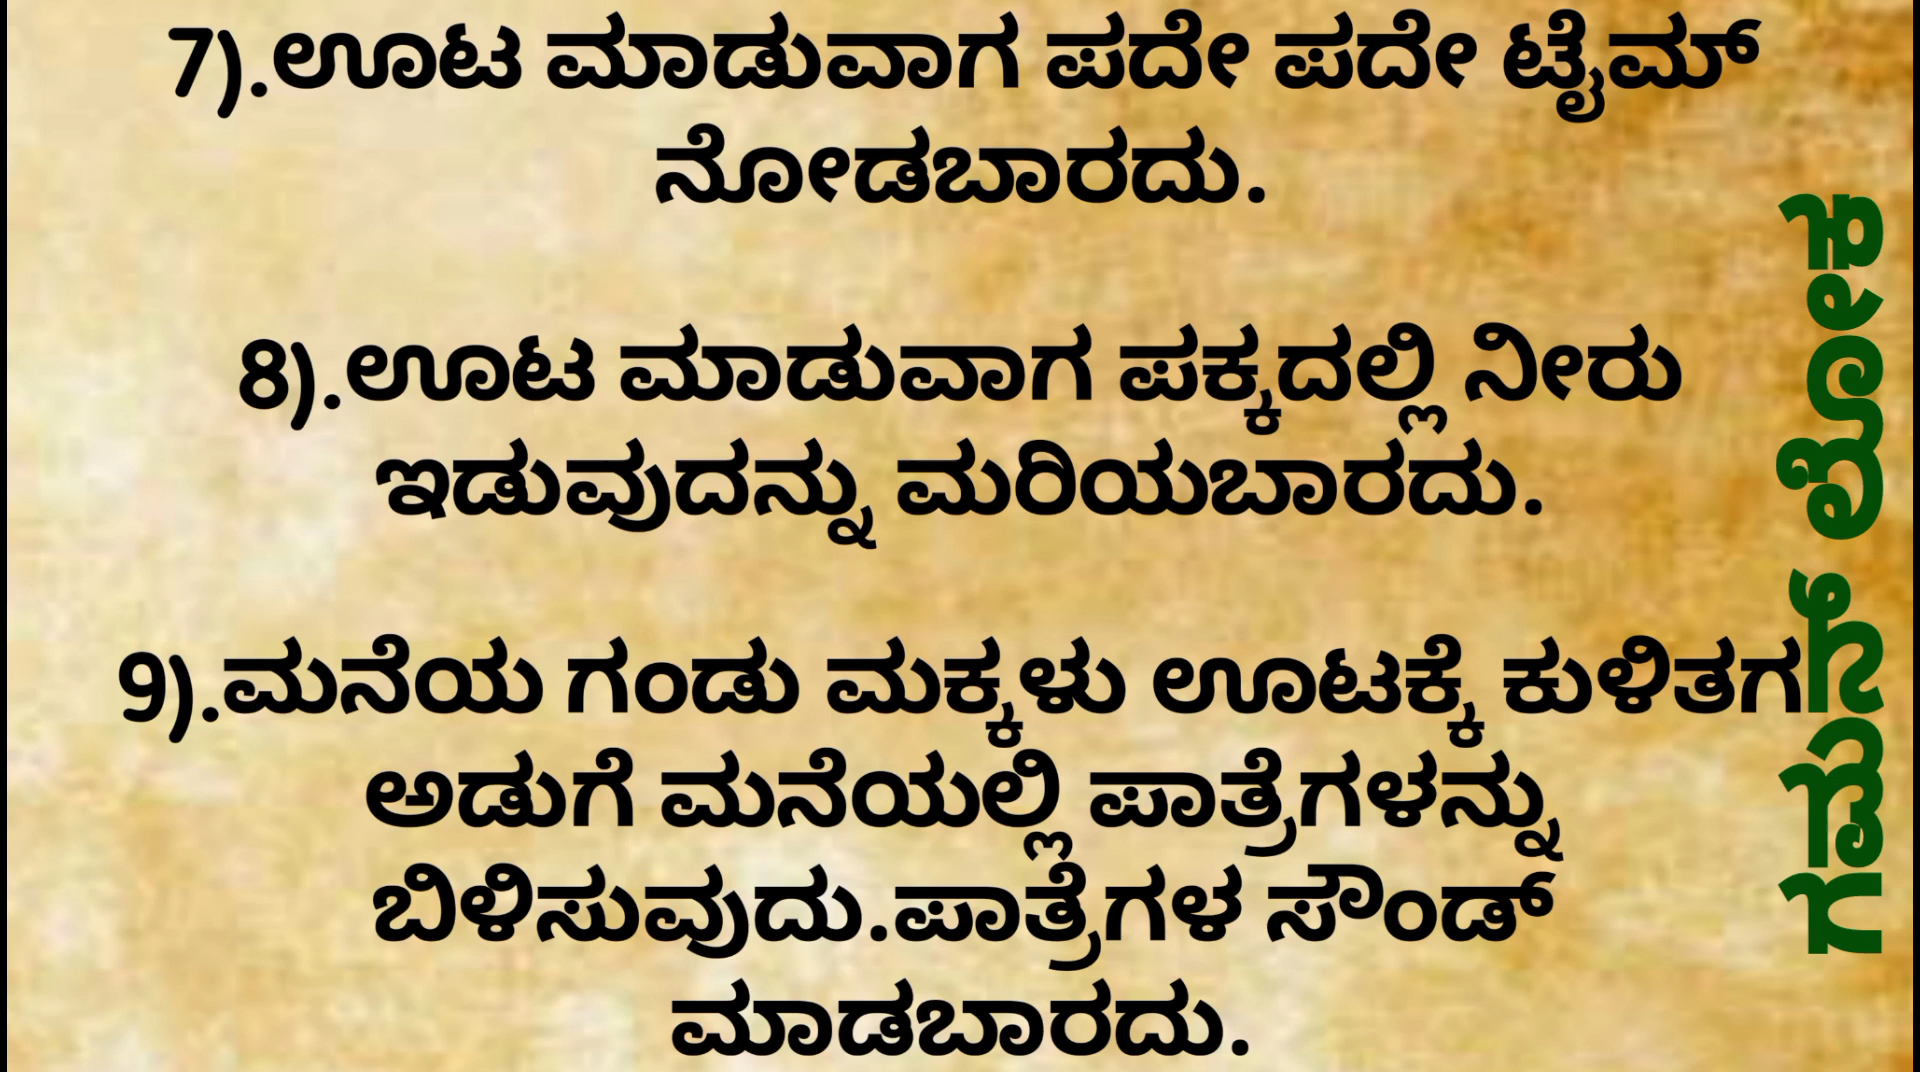 7).ಊಟ ಮಾಡುವಾಗ ಪದೇ ಪದೇ ಟೈಮ್
ನೋಡಬಾರದು.
8).ಊಟ ಮಾಡುವಾಗ ಪಕ್ಕದಲ್ಲಿ ನೀರು
ಇಡುವುದನ್ನು ಮರಿಯಬಾರದು.
9).ಮನೆಯ ಗಂಡು ಮಕ್ಕಳು ಊಟಕ್ಕೆ ಕುಳಿತಗ
ಅಡುಗೆ ಮನೆಯಲ್ಲಿ ಪಾತ್ರೆಗಳನ್ನು
ಬಿಳಿಸುವುದು.ಪಾತ್ರೆಗಳ ಸೌಂಡ್
ಮಾಡಬಾರದು.
ಗಮನ್ ಲೋಕ